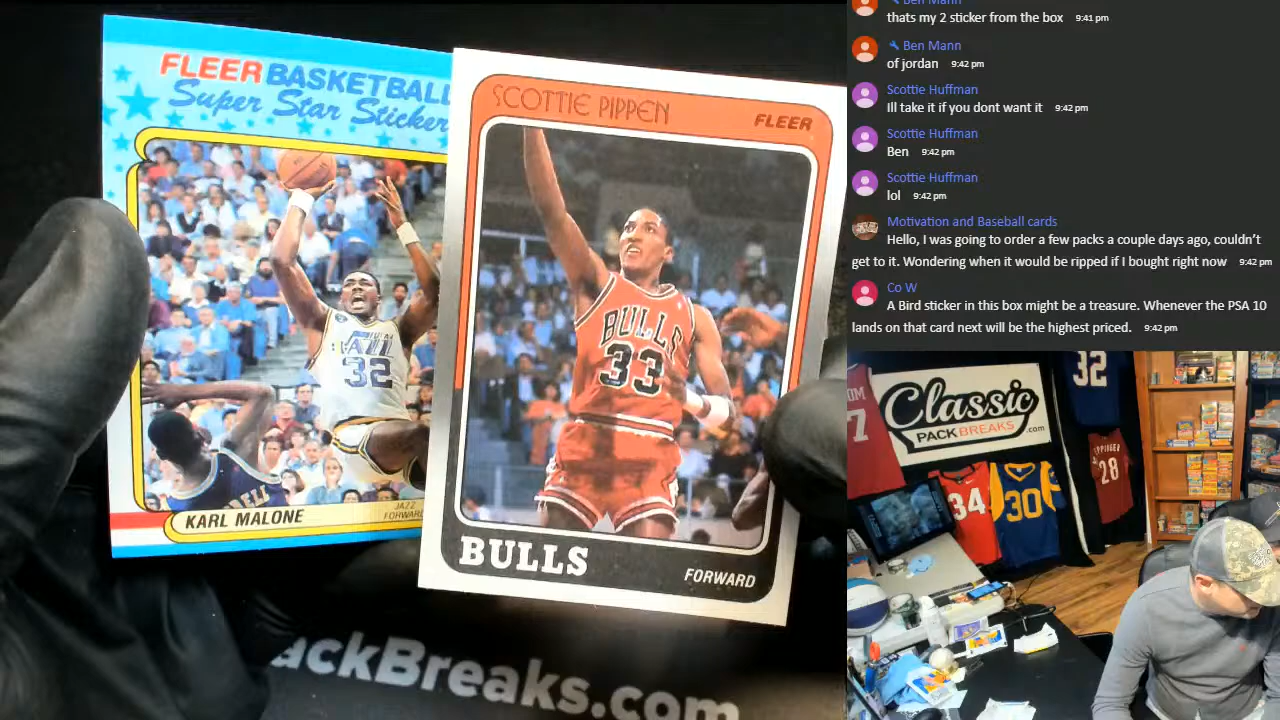 FLEER BASKETBALL
Super Star Sticker
JAZZ
32
KARL MALONE
JAZZ
FORWARD
SCOTTIE PIPPEN
FLEER
BULLS
33
BULLS
FORWARD
ackBreaks.com
Ben Mann
thats my 2 sticker from the box 9:41 pm
Ben Mann
of jordan 9:42 pm
Scottie Huffman
Ill take it if you dont want it 9:42 pm
Scottie Huffman
Ben 9:42 pm
Scottie Huffman
lol 9:42 pm
Motivation and Baseball cards
Hello, I was going to order a few packs a couple days ago, couldn't
get to it. Wondering when it would be ripped if I bought right now 9:42 pm
Co W
A Bird sticker in this box might be a treasure. Whenever the PSA 10
lands on that card next will be the highest priced. 9:42 pm
Classic
PACKBREAKS.com
7
32
34
30
28